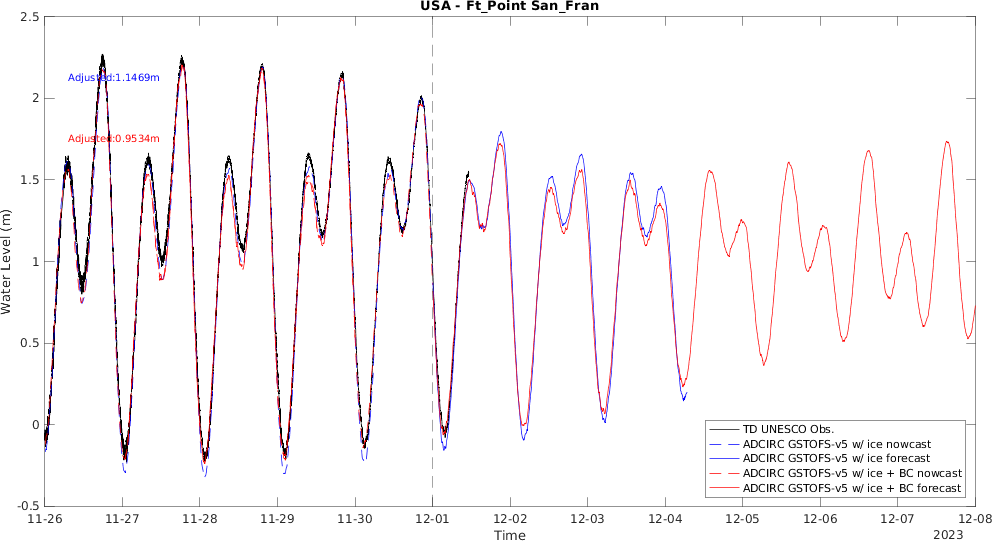 USA - Ft_Point San_Fran
2.5
2
1.5
1
0.5
0
-0.5
Water Level (m)
Adjusted:1.1469m
Adjusted:0.9534m
TD UNESCO Obs.
ADCIRC GSTOFS-v5 w/ ice nowcast
ADCIRC GSTOFS-v5 w/ ice forecast
ADCIRC GSTOFS-v5 w/ ice + BC nowcast
ADCIRC GSTOFS-v5 w/ ice + BC forecast
11-26 11-27 11-28 11-29 11-30 12-01 12-02 12-03 12-04 12-05 12-06 12-07 12-08
Time
2023